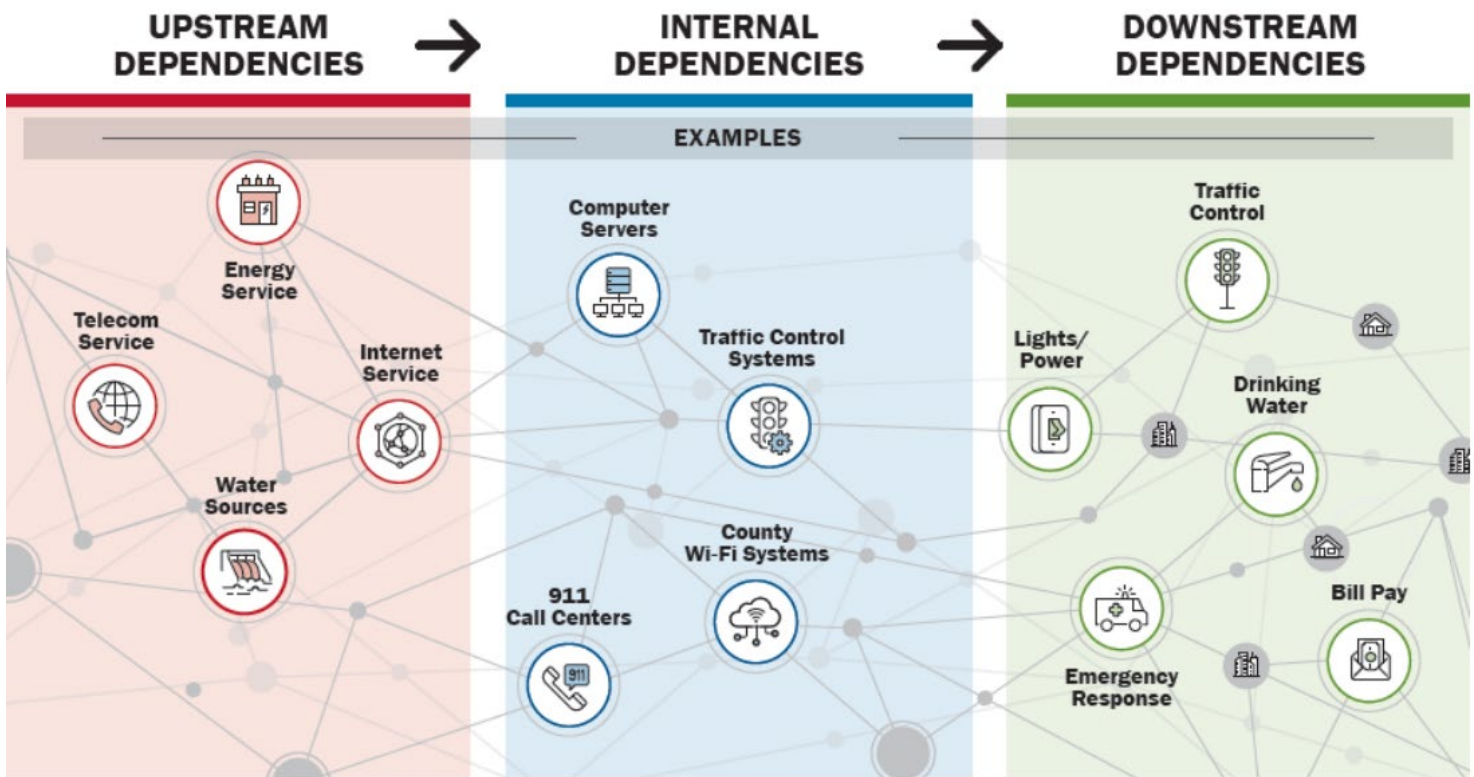 UPSTREAM
DEPENDENCIES
INTERNAL
DEPENDENCIES
DOWNSTREAM
DEPENDENCIES
EXAMPLES
Energy
Service
Telecom
Service
Internet
Service
Water
Sources
Computer
Servers
Traffic Control
Systems
County
Wi-Fi Systems
911
Call Centers
911
Traffic
Control
Lights/
Power
Drinking
Water
Emergency
Response
Bill Pay